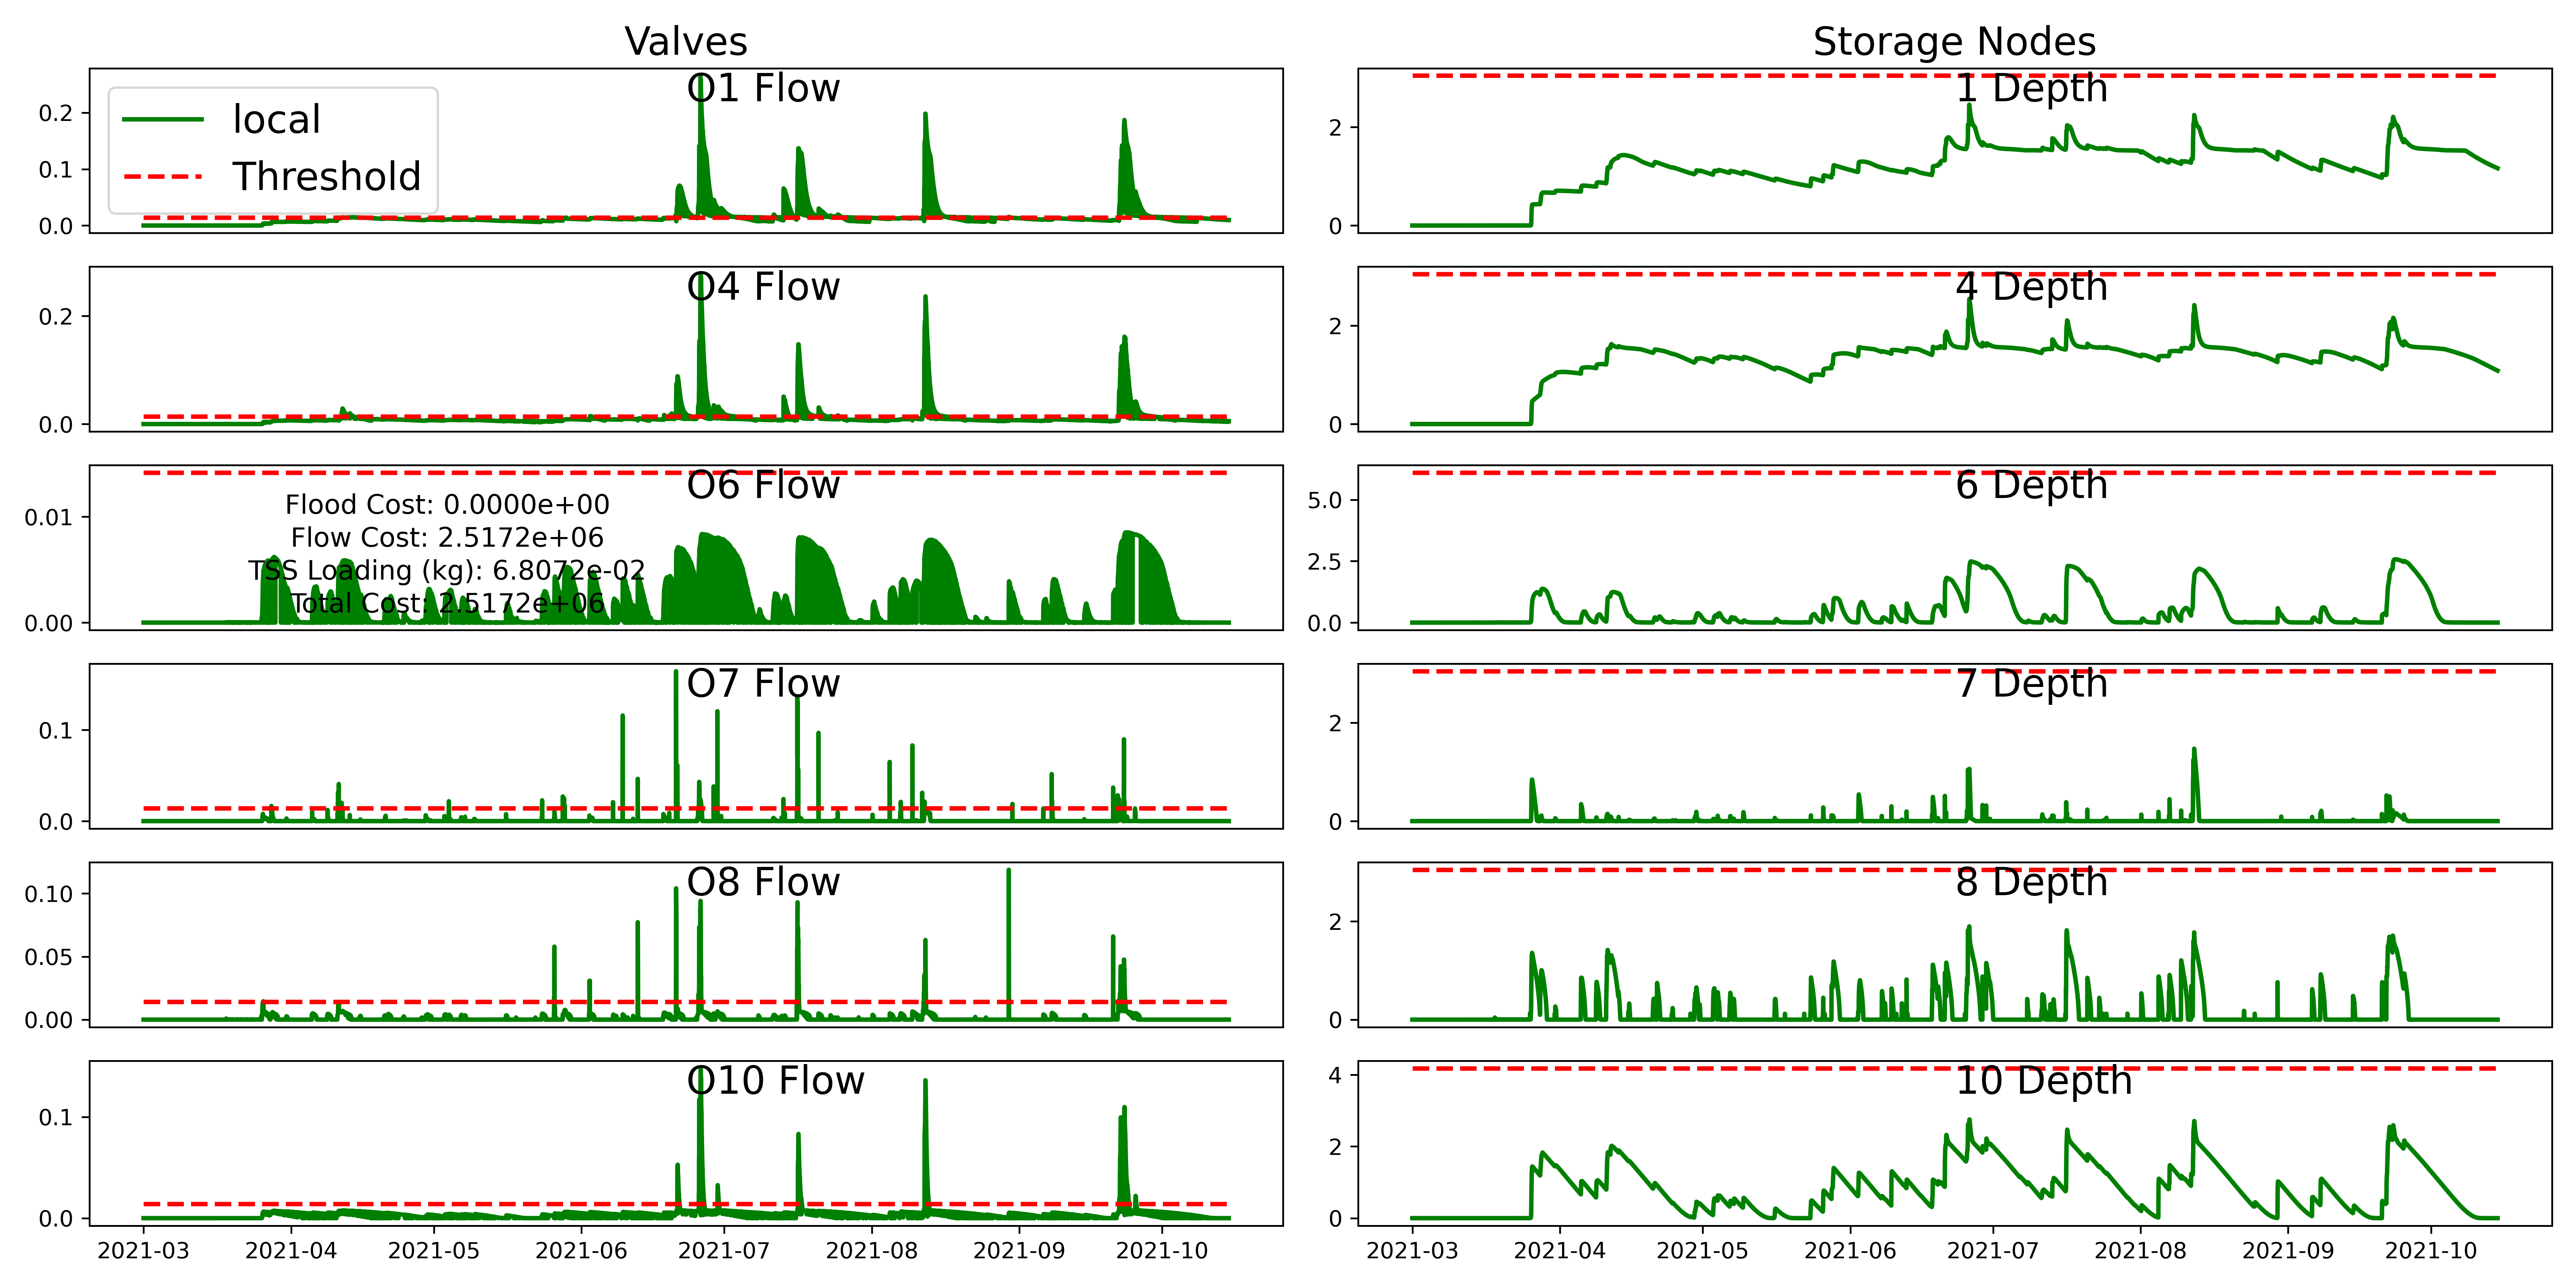 Valves
Storage Nodes
O1 Flow
local
Threshold
0.2
0.1
0.0
1 Depth
2
0
O4 Flow
0.2
0.0
4 Depth
2
0
O6 Flow
Flood Cost: 0.0000e+00
Flow Cost: 2.5172e+06
TSS Loading (kg): 6.8072e-02
Total Cost: 2.5172e+06
0.01
0.00
6 Depth
5.0
2.5
0.0
O7 Flow
0.1
0.0
7 Depth
2
0
O8 Flow
0.10
0.05
0.00
8 Depth
2
0
O10 Flow
0.1
0.0
2021-03 2021-04 2021-05 2021-06 2021-07 2021-08 2021-09 2021-10
10 Depth
4
2
0
2021-03 2021-04 2021-05 2021-06 2021-07 2021-08 2021-09 2021-10